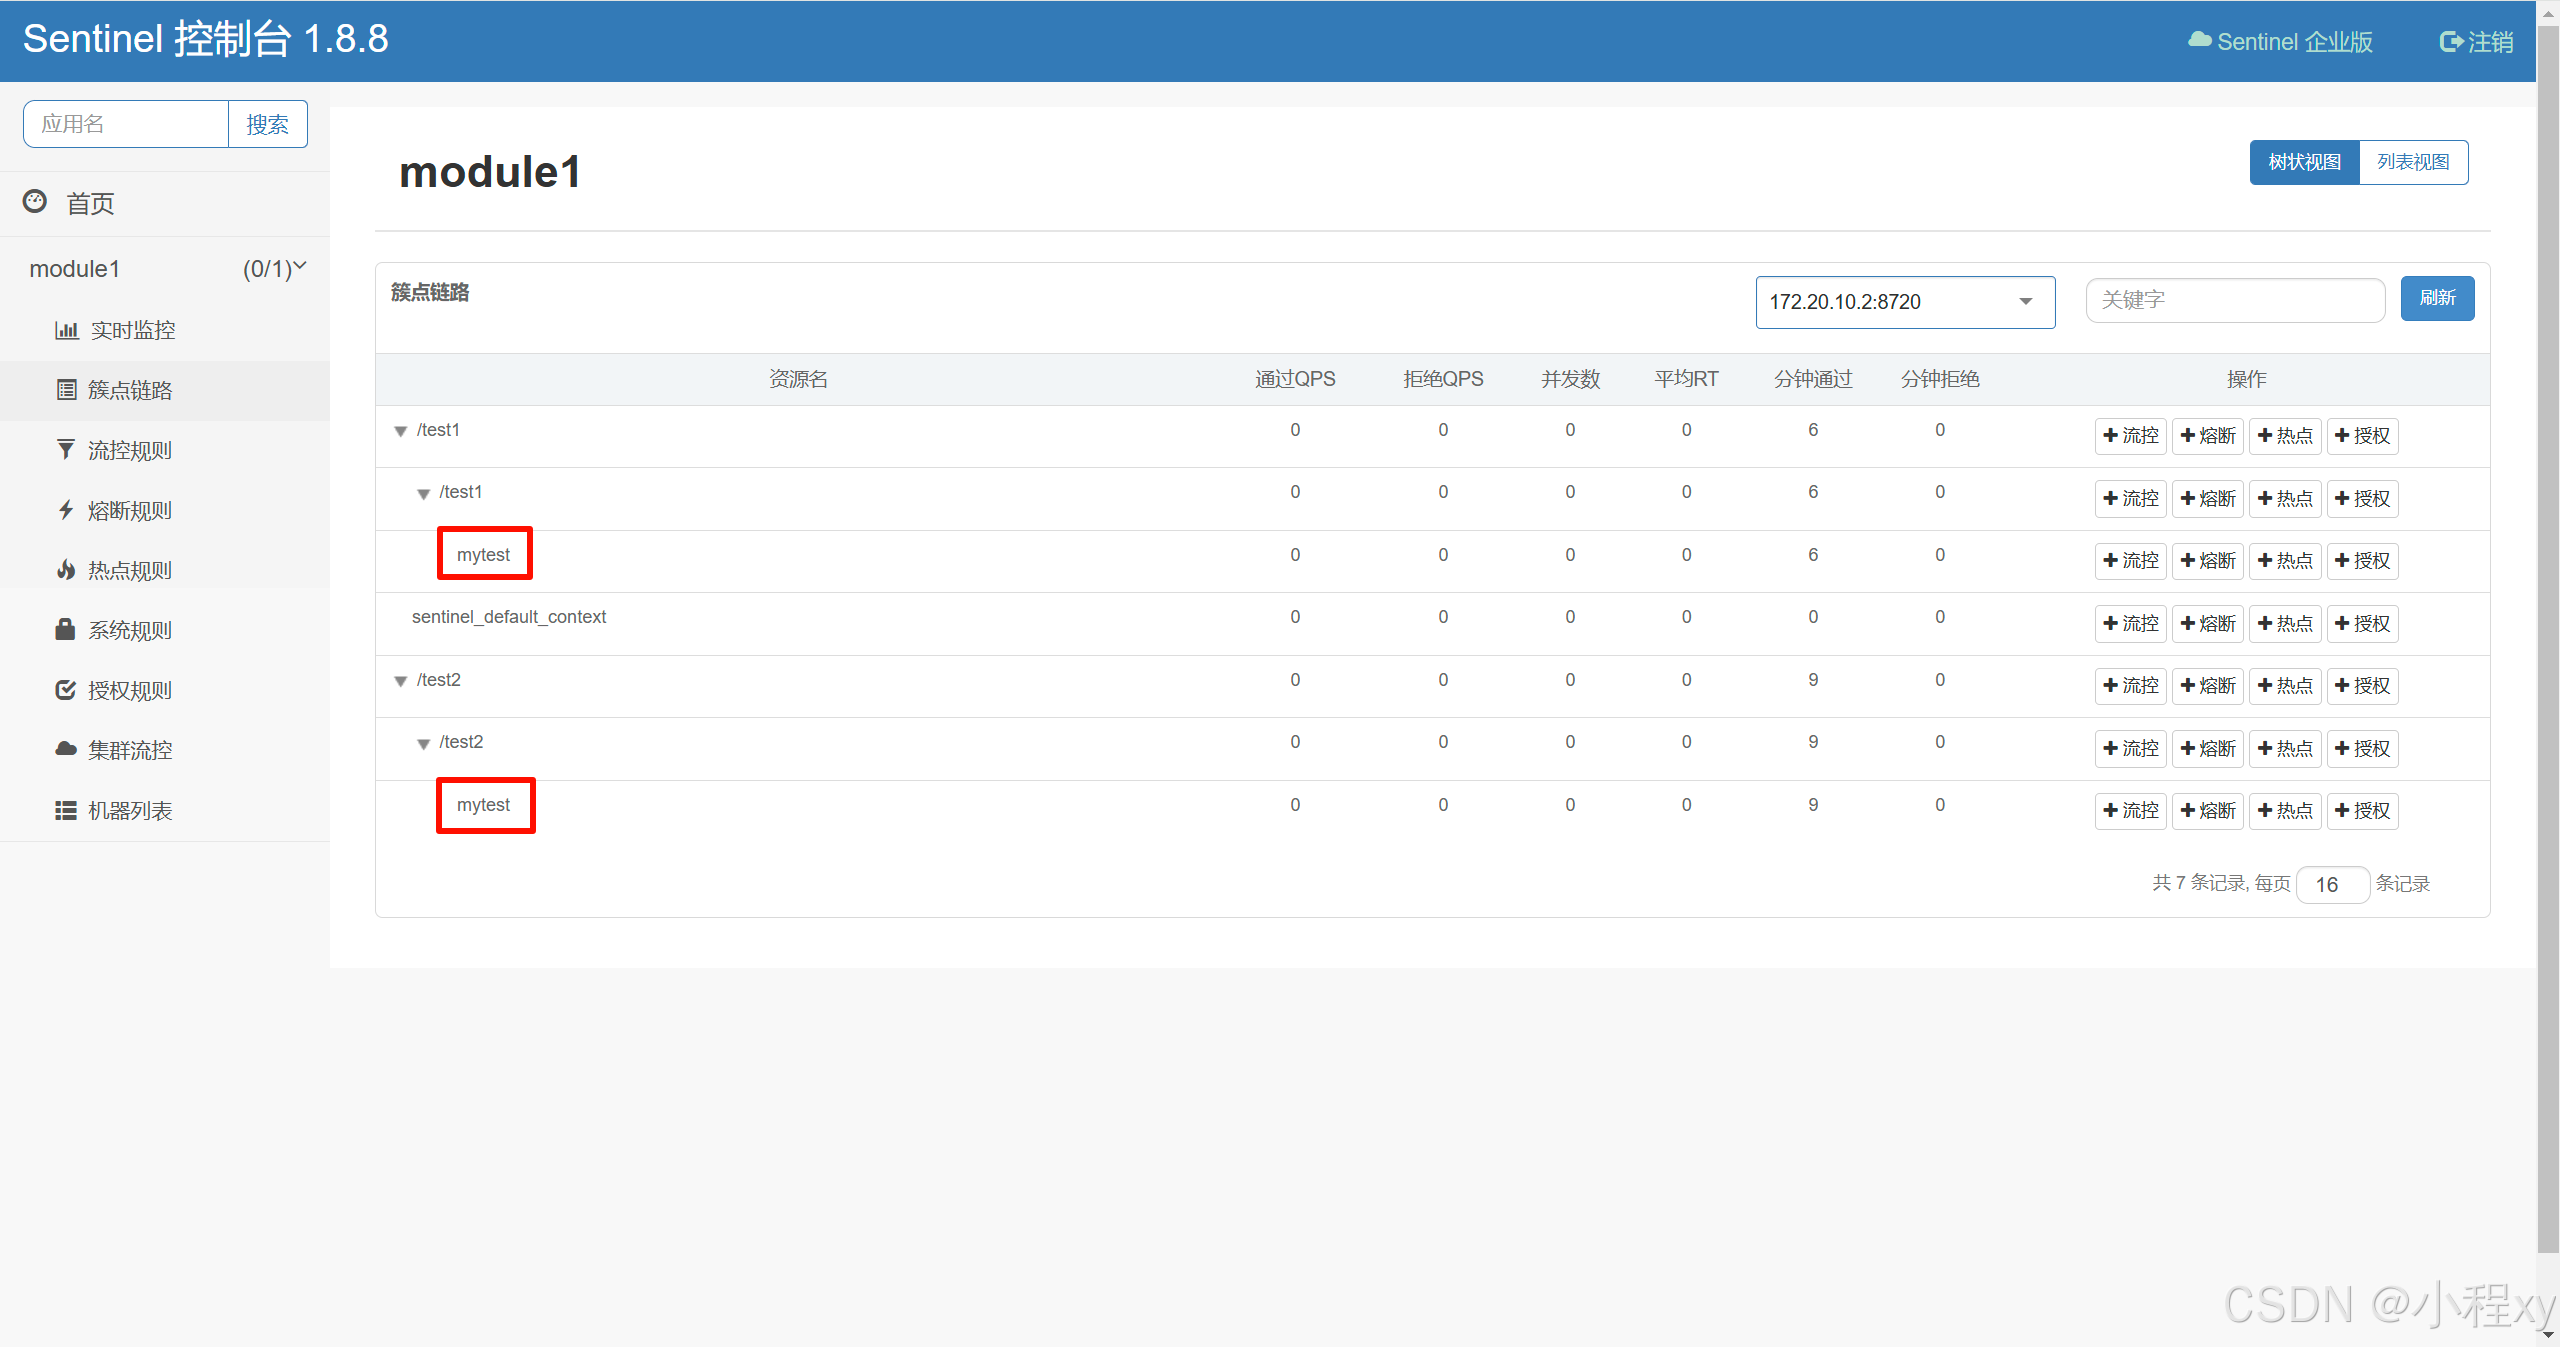 Sentinel 控制台 1.8.8
Sentinel 企业版
注销
应用名
搜索
首页
module1 (0/1)
实时监控
簇点链路
流控规则
熔断规则
热点规则
系统规则
授权规则
集群流控
机器列表
module1
树状视图 列表视图
簇点链路
172.20.10.2:8720
关键字
刷新
资源名 通过QPS 拒绝QPS 并发数 平均RT 分钟通过 分钟拒绝 操作
/test1 0 0 0 0 6 0 流控 熔断 热点 授权
/test1 0 0 0 0 6 0 流控 熔断 热点 授权
mytest 0 0 0 0 6 0 流控 熔断 热点 授权
sentinel_default_context 0 0 0 0 0 0 流控 熔断 热点 授权
/test2 0 0 0 0 9 0 流控 熔断 热点 授权
/test2 0 0 0 0 9 0 流控 熔断 热点 授权
mytest 0 0 0 0 9 0 流控 熔断 热点 授权
共 7 条记录, 每页 16 条记录
CSDN @小程xy